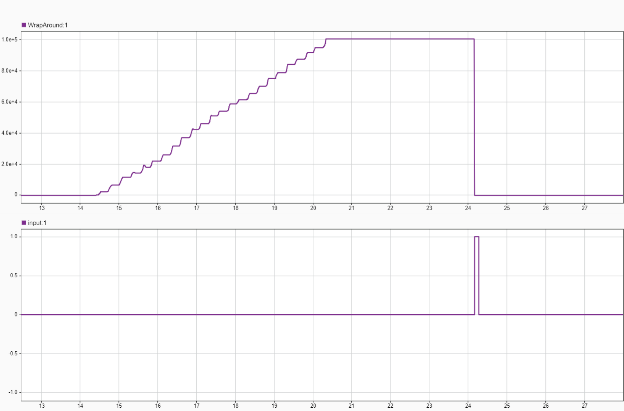 WrapAround:1
1.0e+5
8.0e+4
6.0e+4
4.0e+4
2.0e+4
0
13 14 15 16 17 18 19 20 21 22 23 24 25 26 27
input:1
1.0
0.5
0
0.5
-1.0
13 14 15 16 17 18 19 20 21 22 23 24 25 26 27